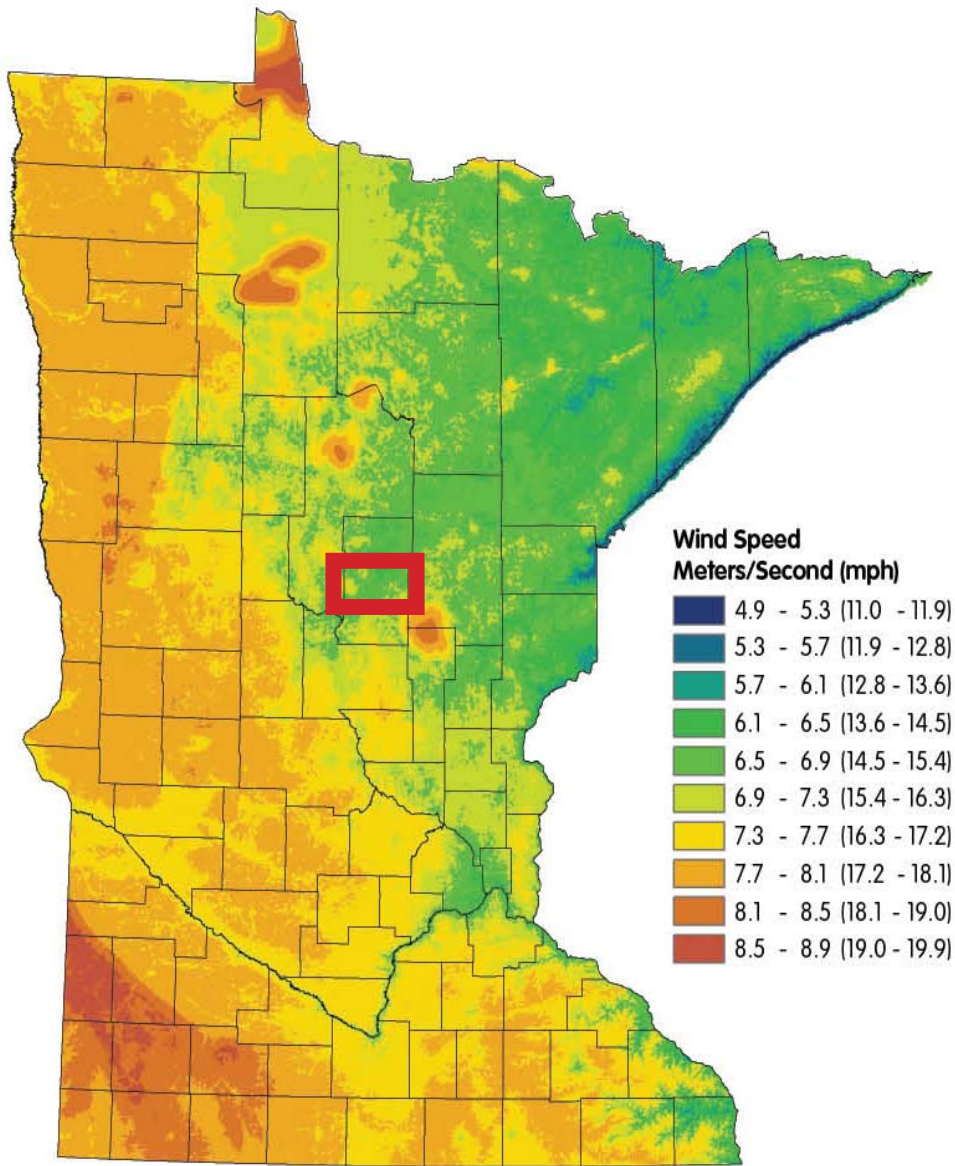 Wind Speed
Meters/Second (mph)
4.9 - 5.3 (11.0 - 11.9)
5.3 - 5.7 (11.9 - 12.8)
5.7 - 6.1 (12.8 - 13.6)
6.1 - 6.5 (13.6 - 14.5)
6.5 - 6.9 (14.5 - 15.4)
6.9 - 7.3 (15.4 - 16.3)
7.3 - 7.7 (16.3 - 17.2)
7.7 - 8.1 (17.2 - 18.1)
8.1 - 8.5 (18.1 - 19.0)
8.5 - 8.9 (19.0 - 19.9)